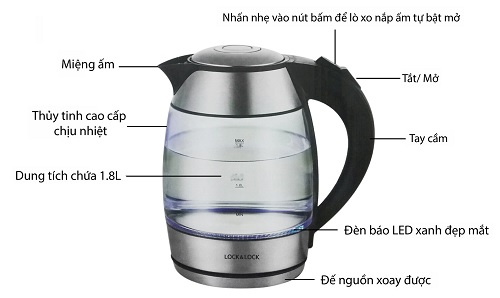 Nhấn nhẹ vào nút bấm để lò xo nắp ấm tự bật mở
Miệng ấm
Tắt/ Mở
Thủy tinh cao cấp
chịu nhiệt
Tay cầm
Dung tích chứa 1.8L
Đèn báo LED xanh đẹp mắt
LOCK&LOCK
Đế nguồn xoay được